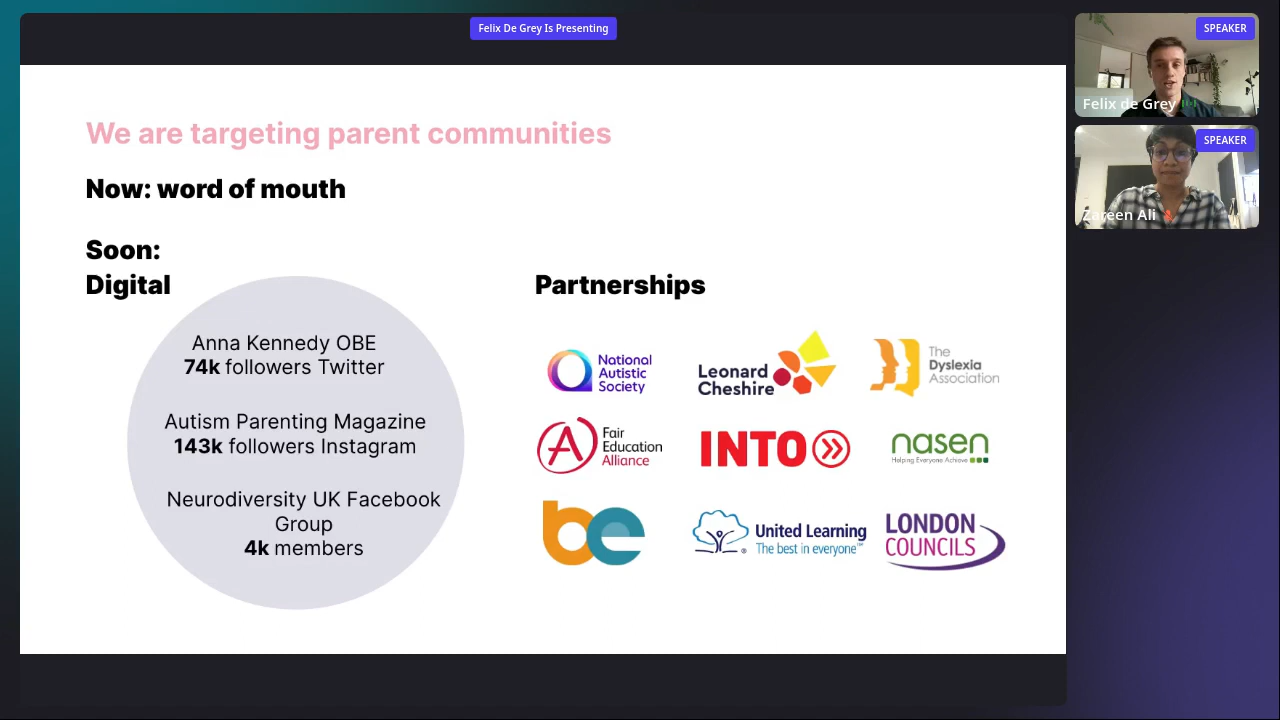 Felix De Grey Is Presenting
We are targeting parent communities
Now: word of mouth
Soon:
Digital
Anna Kennedy OBE
74k followers Twitter
Autism Parenting Magazine
143k followers Instagram
Neurodiversity UK Facebook
Group
4k members
Partnerships
National
Autistic
Society
Leonard
Cheshire
The
Dyslexia
Association
Fair
Education
Alliance
INTO
nasen
Helping Everyone Achieve
be
United Learning
The best in everyone™
LONDON
COUNCILS
SPEAKER
Felix de Grey
SPEAKER
Zareen Ali